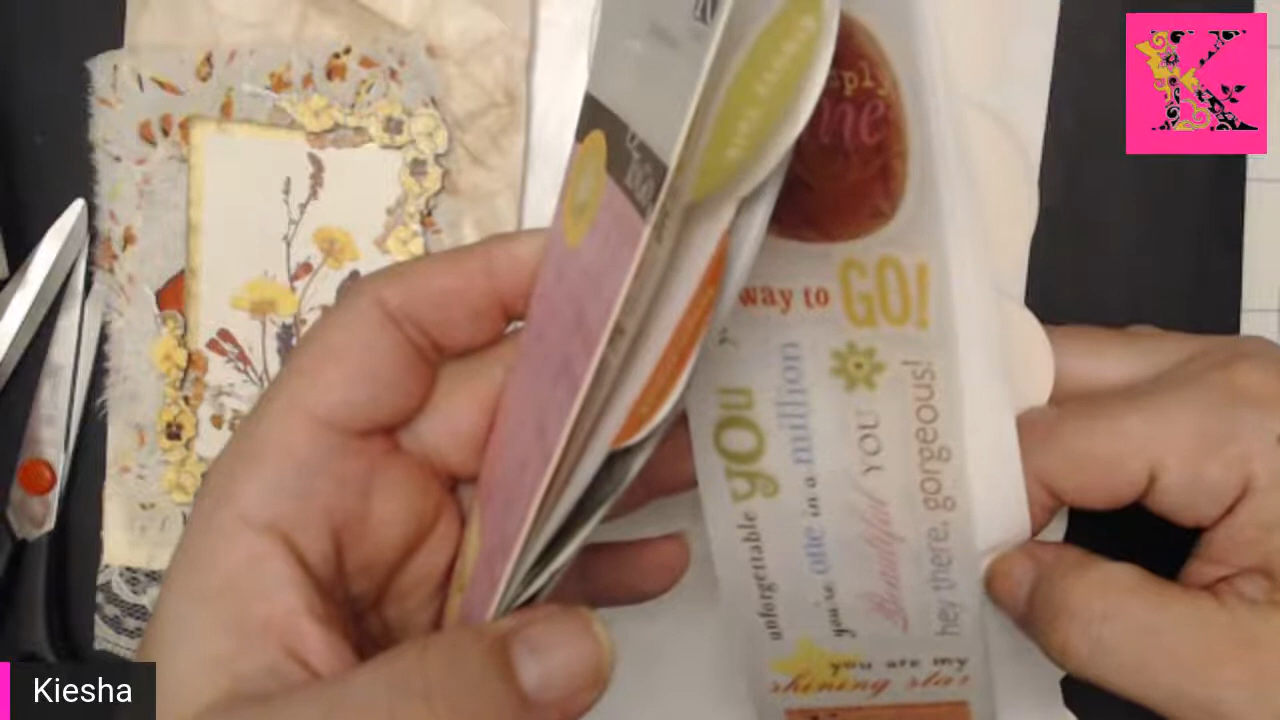 K
way to GO!
unforgettable you
you're one in a million
Beautiful YOU
hey there, gorgeous!
you are my
shining star
Kiesha